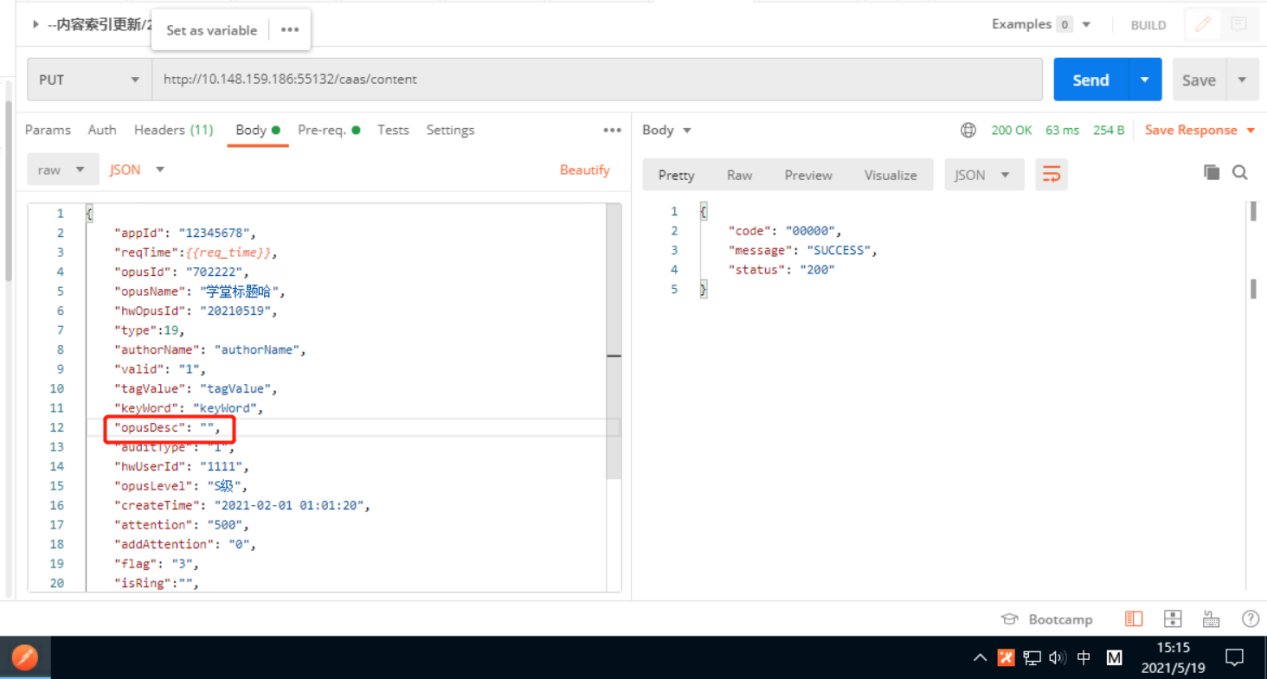 --内容索引更新/2
Set as variable •••
Examples 0
BUILD
PUT
http://10.148.159.186:55132/caas/content
Send
Save
Params Auth Headers (11) Body Pre-req. Tests Settings •••
raw JSON Beautify
1 {
2 "appId": "12345678",
3 "reqTime":{{req_time}},
4 "opusId": "702222",
5 "opusName": "学堂标题哈",
6 "hwOpusId": "20210519",
7 "type":19,
8 "authorName": "authorName",
9 "valid": "1",
10 "tagValue": "tagValue",
11 "keyWord": "keyWord",
12 "opusDesc": "",
13 "auditType": "1",
14 "hwUserId": "1111",
15 "opusLevel": "S级",
16 "createTime": "2021-02-01 01:01:20",
17 "attention": "500",
18 "addAttention": "0",
19 "flag": "3",
20 "isRing":"",
Body 200 OK 63 ms 254 B Save Response
Pretty Raw Preview Visualize JSON
1 {
2 "code": "00000",
3 "message": "SUCCESS",
4 "status": "200"
5 }
Bootcamp
中 M
15:15
2021/5/19